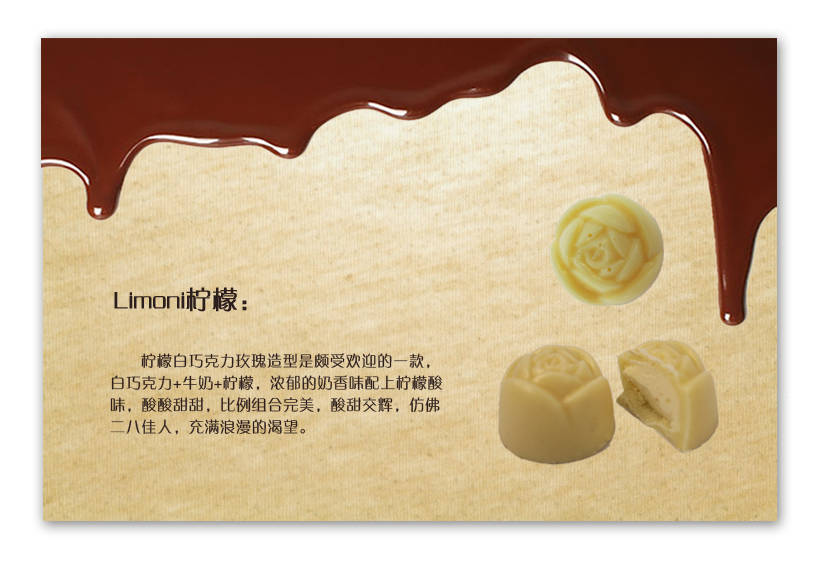 Limoni柠檬：
柠檬白巧克力玫瑰造型是颇受欢迎的一款，
白巧克力+牛奶+柠檬，浓郁的奶香味配上柠檬酸
味，酸酸甜甜，比例组合完美，酸甜交辉，仿佛
二八佳人，充满浪漫的渴望。